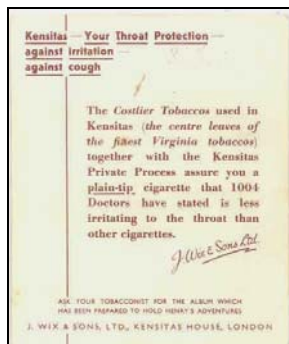 Kensitas — Your Throat Protection —
against irritation —
against cough
The Costlier Tobaccos used in
Kensitas (the centre leaves of
the finest Virginia tobaccos)
together with the Kensitas
Private Process assure you a
plain-tip cigarette that 1004
Doctors have stated is less
irritating to the throat than
other cigarettes.
J. Wix & Sons Ltd.
ASK YOUR TOBACCONIST FOR THE ALBUM WHICH
HAS BEEN PREPARED TO HOLD HENRY'S ADVENTURES
J. WIX & SONS, LTD., KENSITAS HOUSE, LONDON